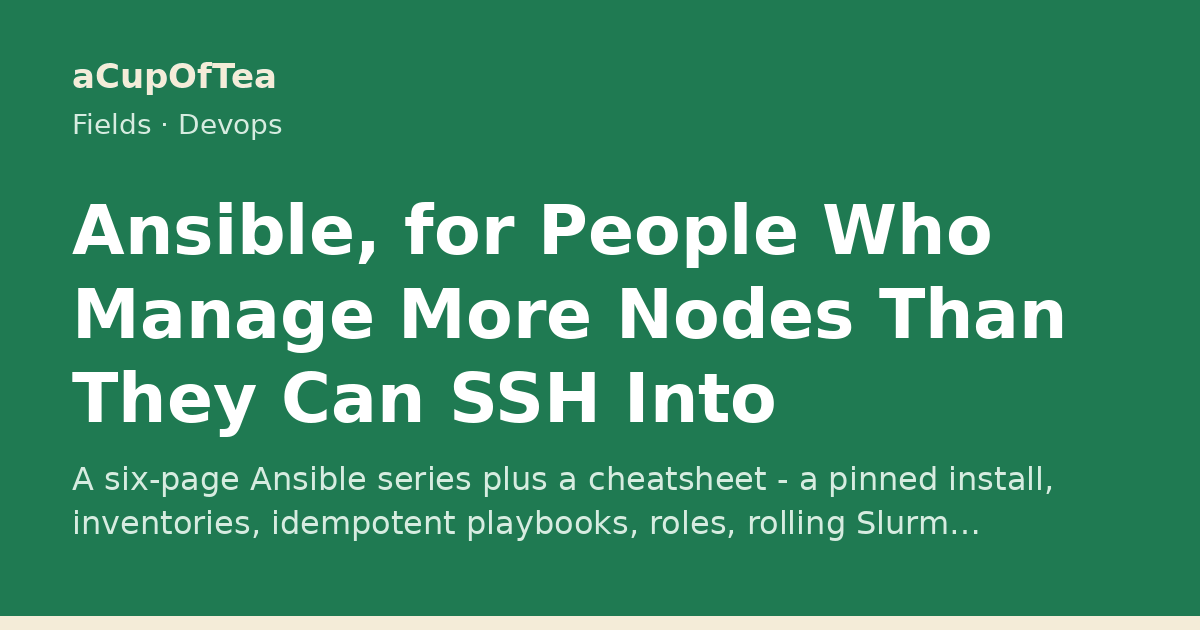 aCupOfTea
Fields · Devops
Ansible, for People Who
Manage More Nodes Than
They Can SSH Into
A six-page Ansible series plus a cheatsheet - a pinned install,
inventories, idempotent playbooks, roles, rolling Slurm…